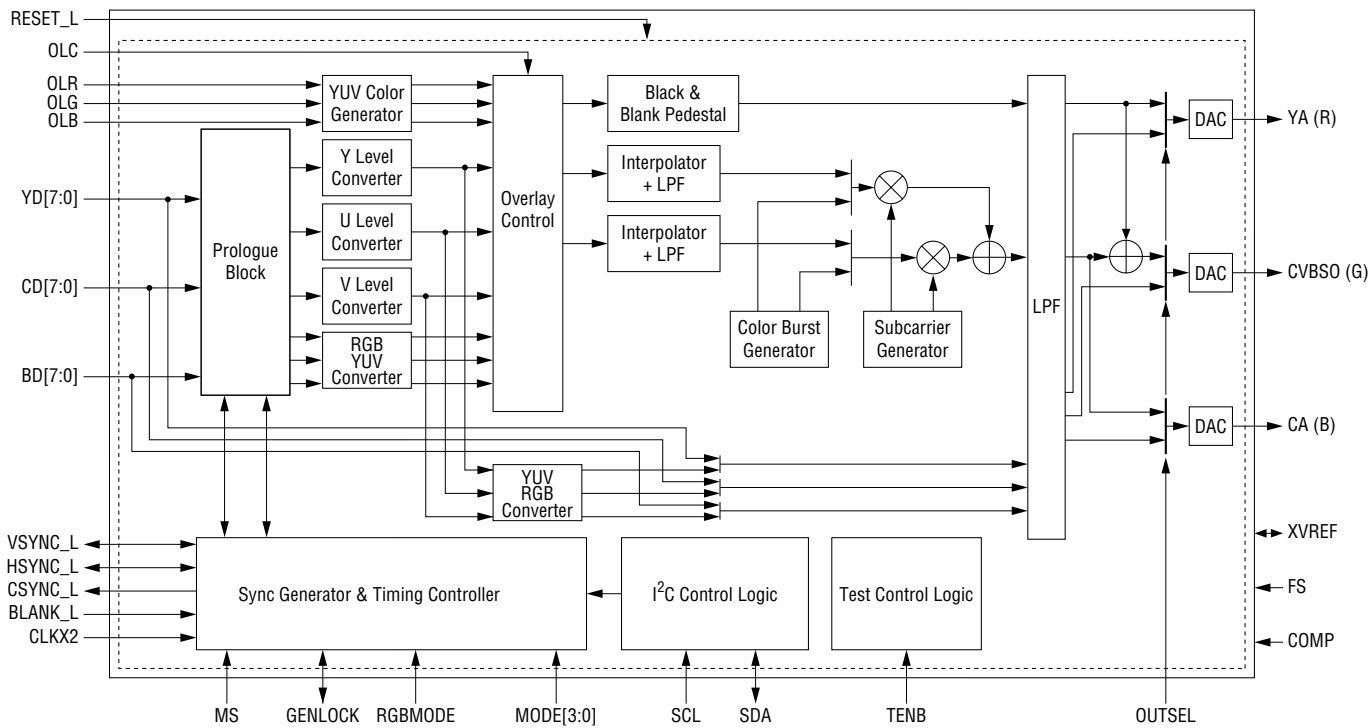 RESET_L
OLC
OLR
OLG
OLB
YUV Color
Generator
Black &
Blank Pedestal
DAC
YA (R)
Y Level
Converter
Interpolator
+ LPF
YD[7:0]
Overlay
Control
U Level
Converter
Interpolator
+ LPF
Prologue
Block
DAC
CVBSO (G)
CD[7:0]
V Level
Converter
LPF
Color Burst
Generator
Subcarrier
Generator
RGB
YUV
Converter
BD[7:0]
DAC
CA (B)
YUV
RGB
Converter
VSYNC_L
HSYNC_L
CSYNC_L
BLANK_L
CLKX2
Sync Generator & Timing Controller
I2C Control Logic
Test Control Logic
XVREF
FS
COMP
MS
GENLOCK
RGBMODE
MODE[3:0]
SCL
SDA
TENB
OUTSEL